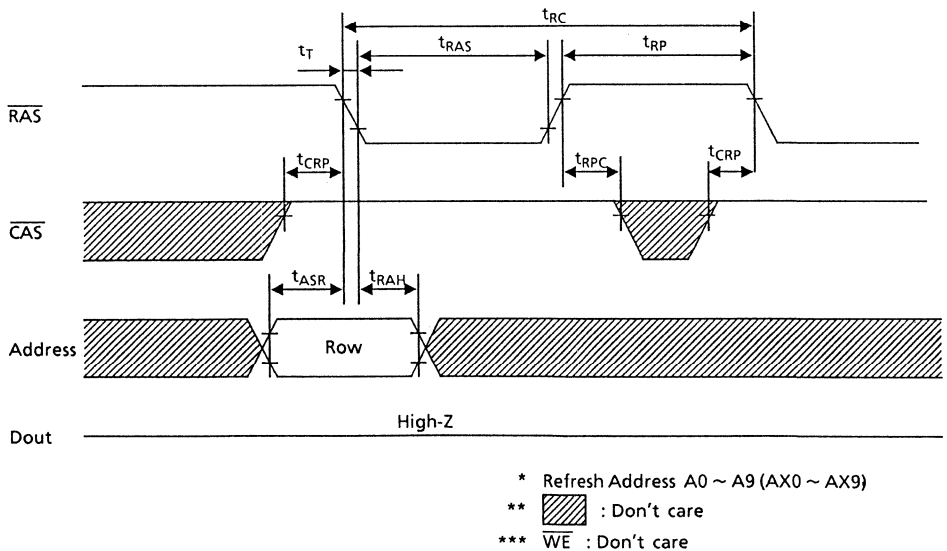 tRC
tT
tRAS
tRP
RAS
tCRP
tRPC
tCRP
CAS
tASR
tRAH
Address
Row
High-Z
Dout
* Refresh Address A0 ~ A9 (AX0 ~ AX9)
** : Don't care
*** WE : Don't care